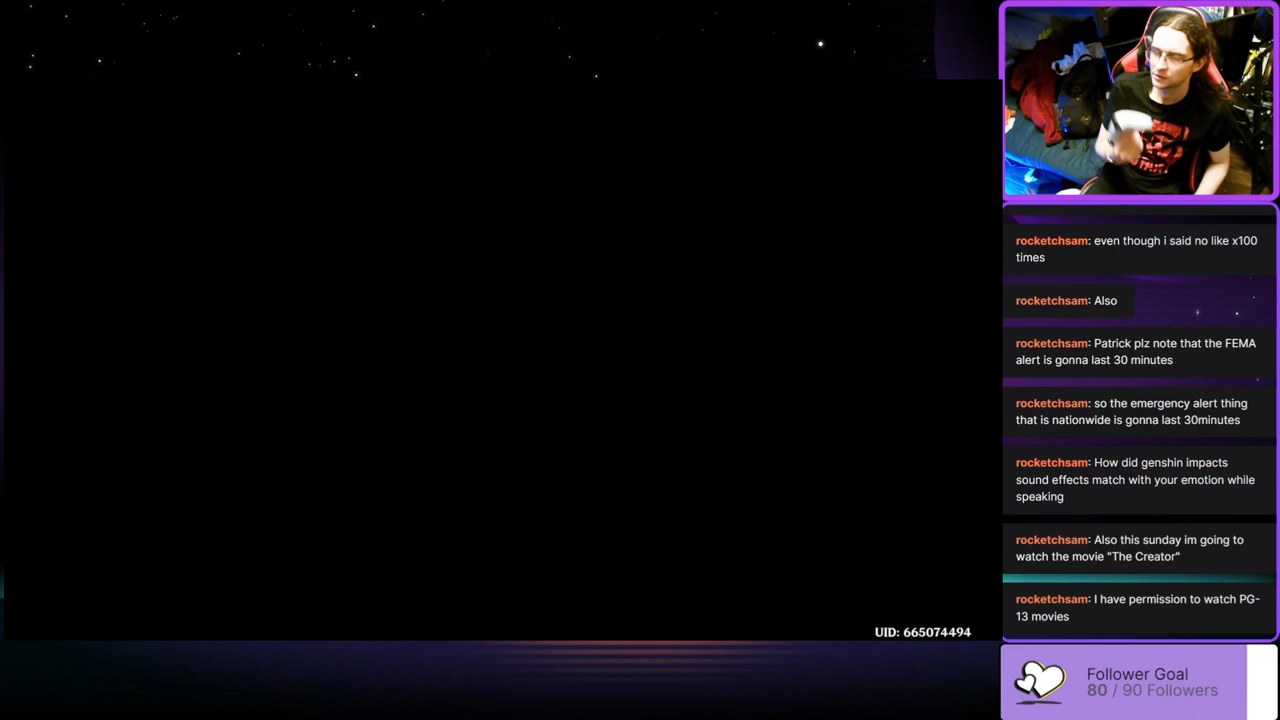 rocketchsam: even though i said no like x100
times
rocketchsam: Also
rocketchsam: Patrick plz note that the FEMA
alert is gonna last 30 minutes
rocketchsam: so the emergency alert thing
that is nationwide is gonna last 30minutes
rocketchsam: How did genshin impacts
sound effects match with your emotion while
speaking
rocketchsam: Also this sunday im going to
watch the movie "The Creator"
rocketchsam: I have permission to watch PG-
13 movies
UID: 665074494
Follower Goal
80 / 90 Followers